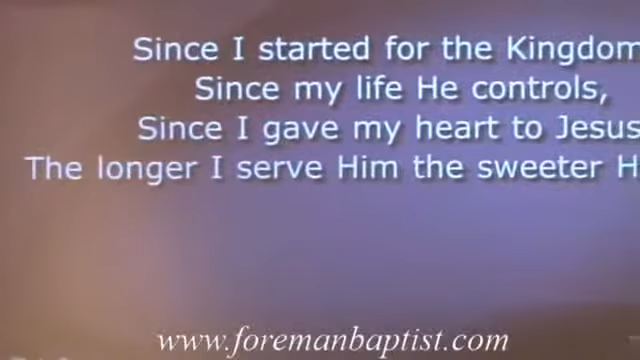 Since I started for the Kingdom
Since my life He controls,
Since I gave my heart to Jesus
The longer I serve Him the sweeter H
www.foremanbaptist.com